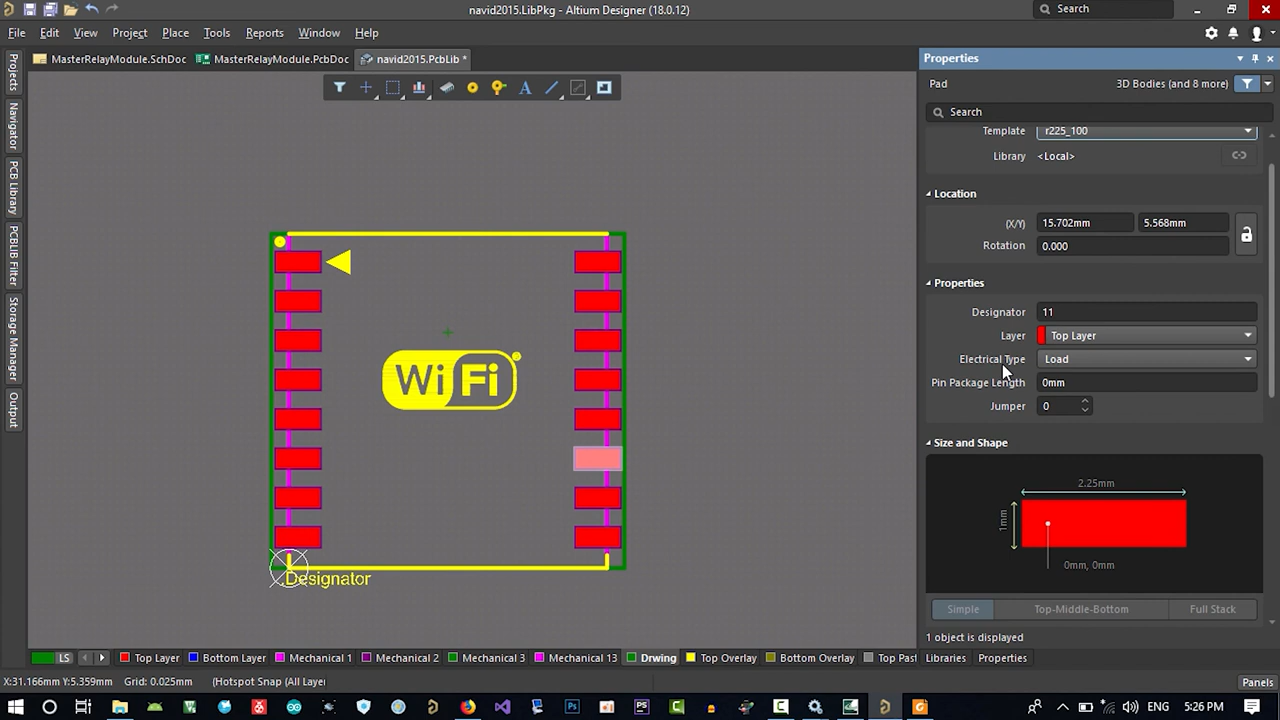 navid2015.LibPkg - Altium Designer (18.0.12)
Search
File Edit View Project Place Tools Reports Window Help
MasterRelayModule.SchDoc MasterRelayModule.PcbDoc navid2015.PcbLib *
Properties
Projects
Navigator
PCB Library
PCBLIB Filter
Storage Manager
Output
A
Pad 3D Bodies (and 8 more)
Search
Template r225_100
Library <Local>
Location
(X/Y) 15.702mm 5.568mm
Rotation 0.000
Properties
Designator 11
Layer Top Layer
Electrical Type Load
Pin Package Length 0mm
Jumper 0
Size and Shape
2.25mm
1mm
0mm, 0mm
Simple Top-Middle-Bottom Full Stack
1 object is displayed
Wi Fi
Designator
LS Top Layer Bottom Layer Mechanical 1 Mechanical 2 Mechanical 3 Mechanical 13 Drwing Top Overlay Bottom Overlay Top Past
Libraries Properties
X:31.166mm Y:5.359mm Grid: 0.025mm (Hotspot Snap (All Laye
Panels
ENG 5:26 PM